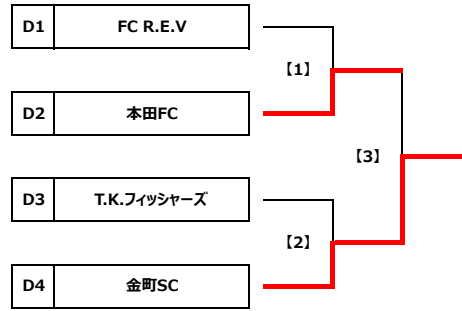 D1 FC R.E.V
【1】
D2 本田FC
【3】
D3 T.K.フィッシャーズ
【2】
D4 金町SC